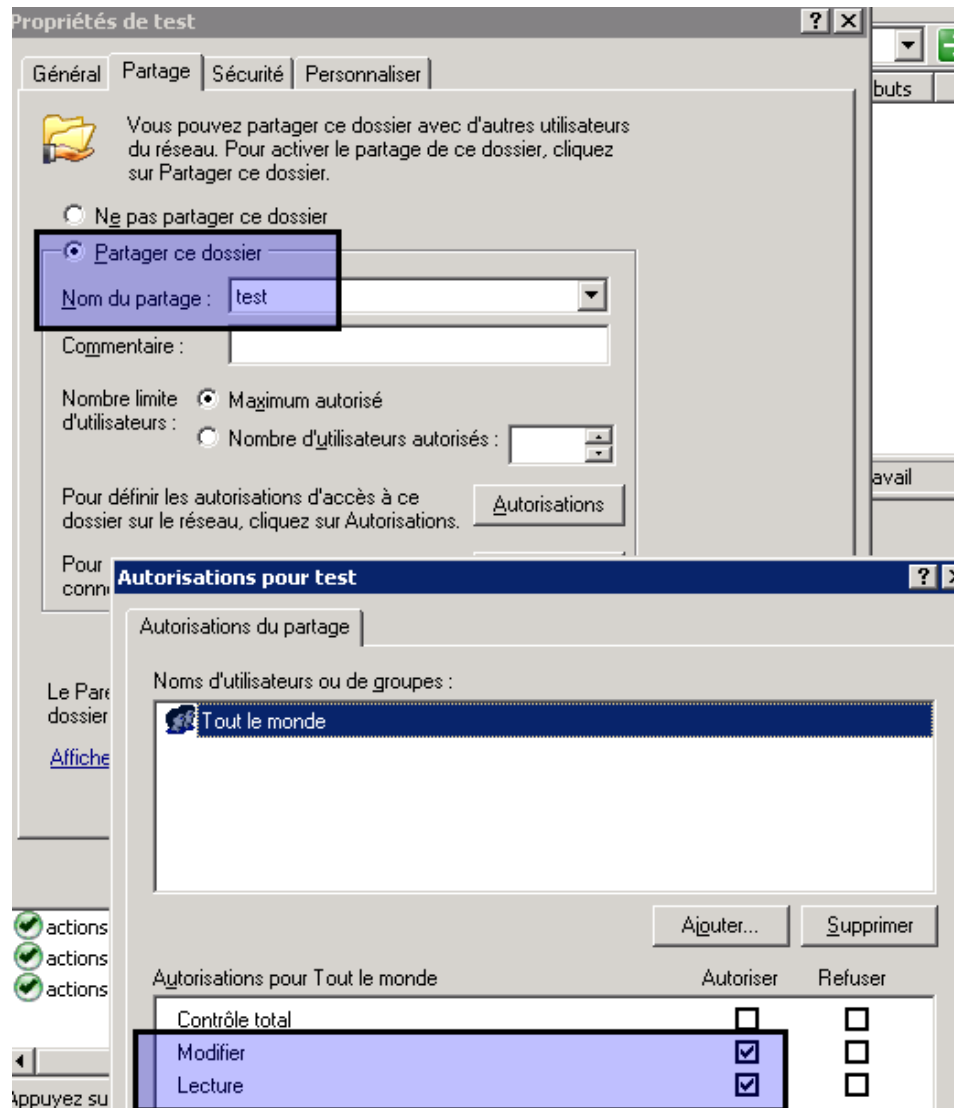 Propriétés de test
buts
Général Partage Sécurité Personnaliser
Vous pouvez partager ce dossier avec d'autres utilisateurs
du réseau. Pour activer le partage de ce dossier, cliquez
sur Partager ce dossier.
Ne pas partager ce dossier
Partager ce dossier
Nom du partage : test
Commentaire :
Nombre limite
d'utilisateurs :
Maximum autorisé
Nombre d'utilisateurs autorisés :
avail
Pour définir les autorisations d'accès à ce
dossier sur le réseau, cliquez sur Autorisations.
Autorisations
Pour
conn
Autorisations pour test
Autorisations du partage
Noms d'utilisateurs ou de groupes :
Tout le monde
Le Pare
dossier
Affiche
Ajouter... Supprimer
actions
actions
actions
Autorisations pour Tout le monde Autoriser Refuser
Contrôle total
Modifier
Lecture
Appuyez su